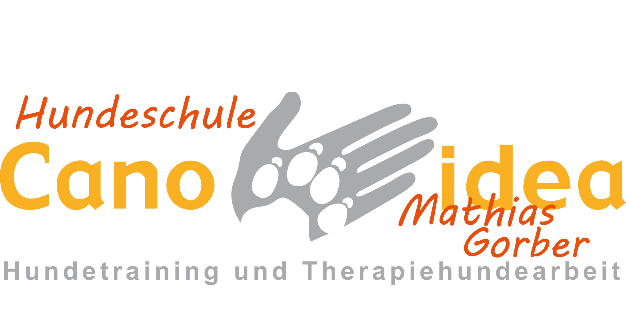 Hundeschule
Cano idea
Mathias
Gorber
Hundetraining und Therapiehundearbeit